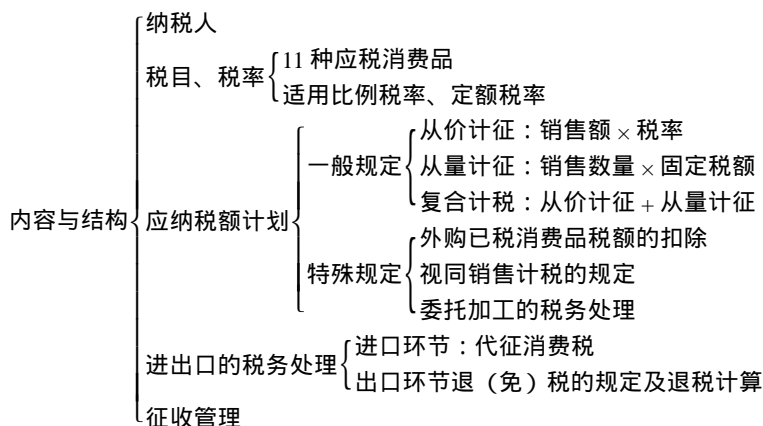 纳税人
税目、税率
11 种应税消费品
适用比例税率、定额税率
内容与结构
应纳税额计划
一般规定
从价计征：销售额 × 税率
从量计征：销售数量 × 固定税额
复合计税：从价计征 + 从量计征
特殊规定
外购已税消费品税额的扣除
视同销售计税的规定
委托加工的税务处理
进出口的税务处理
进口环节：代征消费税
出口环节退（免）税的规定及退税计算
征收管理